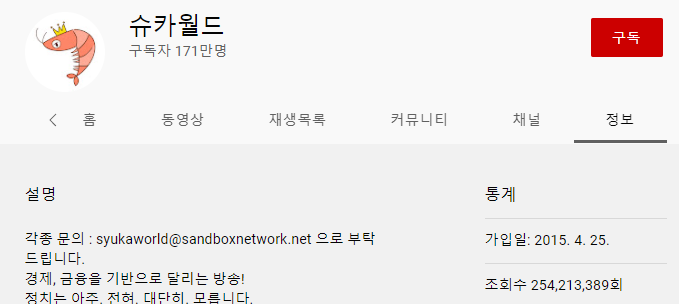 슈카월드
구독자 171만명
구독
홈
동영상
재생목록
커뮤니티
채널
정보
설명
각종 문의 : syukaworld@sandboxnetwork.net 으로 부탁
드립니다.
경제, 금융을 기반으로 달리는 방송!
정치는 아주, 전혀, 대단히, 모릅니다.
통계
가입일: 2015. 4. 25.
조회수 254,213,389회